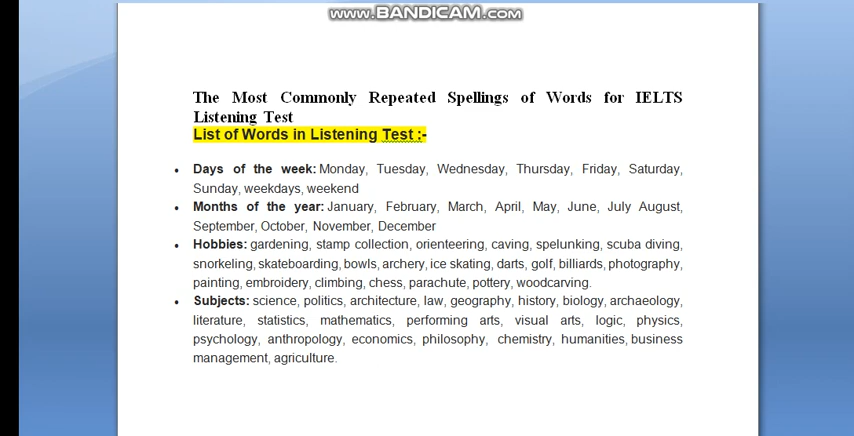 www.BANDICAM.com
The Most Commonly Repeated Spellings of Words for IELTS
Listening Test
List of Words in Listening Test :-
• Days of the week: Monday, Tuesday, Wednesday, Thursday, Friday, Saturday,
Sunday, weekdays, weekend
• Months of the year: January, February, March, April, May, June, July August,
September, October, November, December
• Hobbies: gardening, stamp collection, orienteering, caving, spelunking, scuba diving,
snorkeling, skateboarding, bowls, archery, ice skating, darts, golf, billiards, photography,
painting, embroidery, climbing, chess, parachute, pottery, woodcarving.
• Subjects: science, politics, architecture, law, geography, history, biology, archaeology,
literature, statistics, mathematics, performing arts, visual arts, logic, physics,
psychology, anthropology, economics, philosophy, chemistry, humanities, business
management, agriculture.